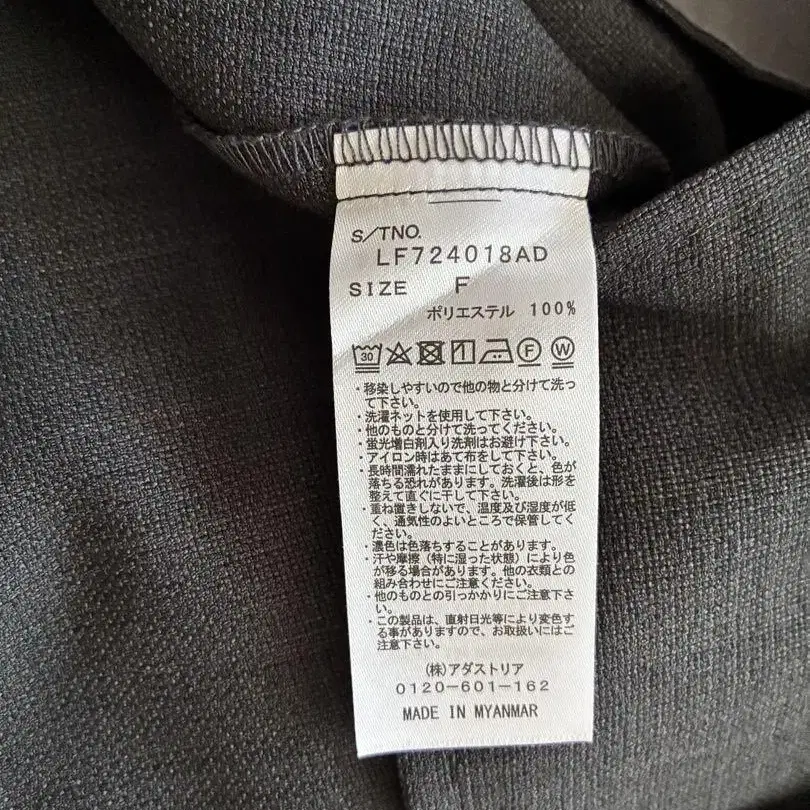 S/TNO.
LF724018AD
SIZE F
ポリエステル 100%
30 F W
・移染しやすいので他の物と分けて洗っ
て下さい。
・洗濯ネットを使用して下さい。
・他のものと分けて洗ってください。
・蛍光増白剤入り洗剤はお避け下さい。
・アイロン時はあて布をして下さい。
・長時間濡れたままにしておくと、色が
落ちる恐れがあります。洗濯後は形を
整えて直ぐに干して下さい。
・重ね置きしないで、温度及び湿度が低
く、通気性のよいところで保管してく
ださい。
・濃色は色落ちすることがあります。
・汗や摩擦（特に湿った状態）により色
が移る場合があります。他の衣類との
組み合わせにご注意ください。
・他のものとの引っかかりにご注意下さ
い。
・この製品は、直射日光等により変色す
る事がありますので、お取扱いにはご
注意下さい。
(株)アダストリア
0120-601-162
MADE IN MYANMAR